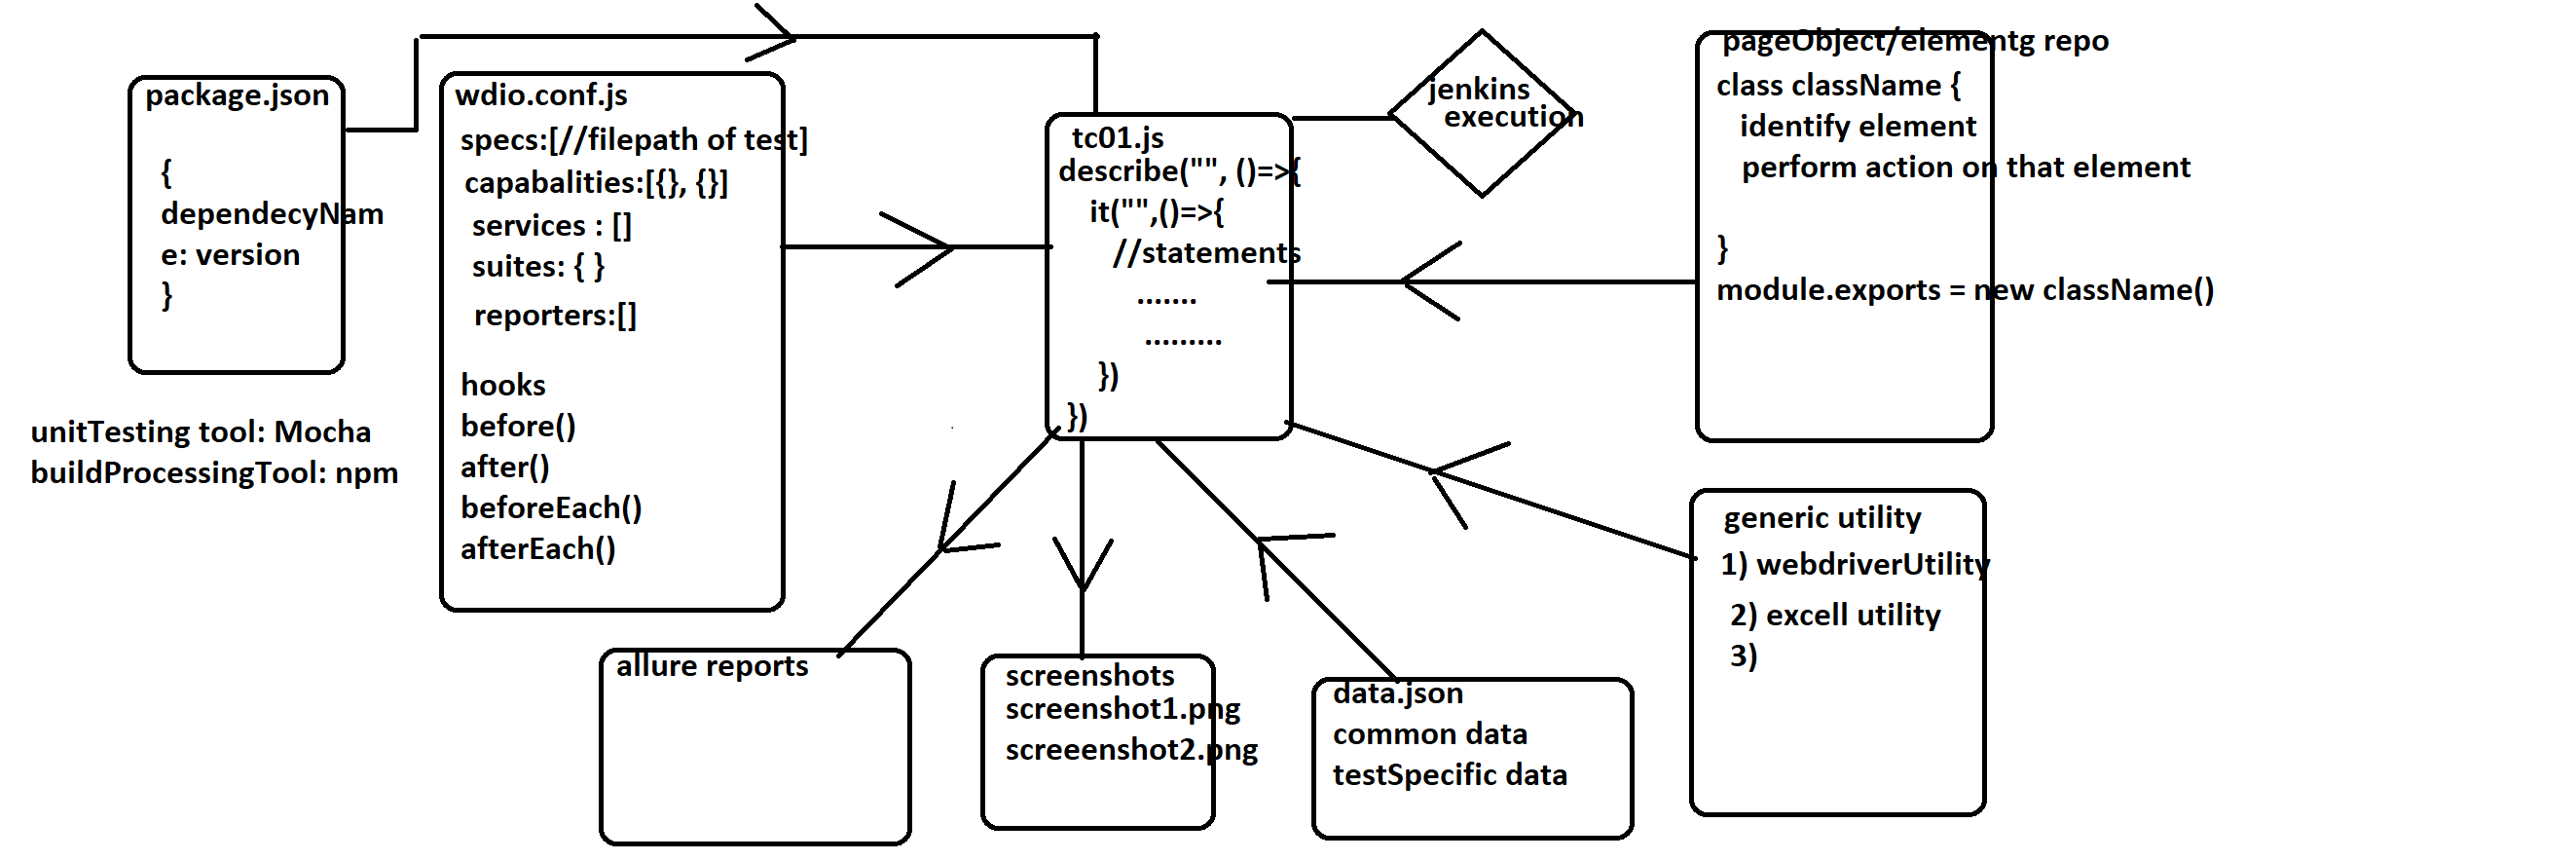 package.json
{
dependecyNam
e: version
}
unitTesting tool: Mocha
buildProcessingTool: npm
wdio.conf.js
specs:[//filepath of test]
capabalities:[{}, {}]
services : []
suites: { }
reporters:[]
hooks
before()
after()
beforeEach()
afterEach()
tc01.js
describe("", ()=>{
it("",()=>{
//statements
.......
.........
})
})
jenkins
execution
pageObject/elementg repo
class className {
identify element
perform action on that element
}
module.exports = new className()
generic utility
1) webdriverUtility
2) excell utility
3)
allure reports
screenshots
screenshot1.png
screeenshot2.png
data.json
common data
testSpecific data